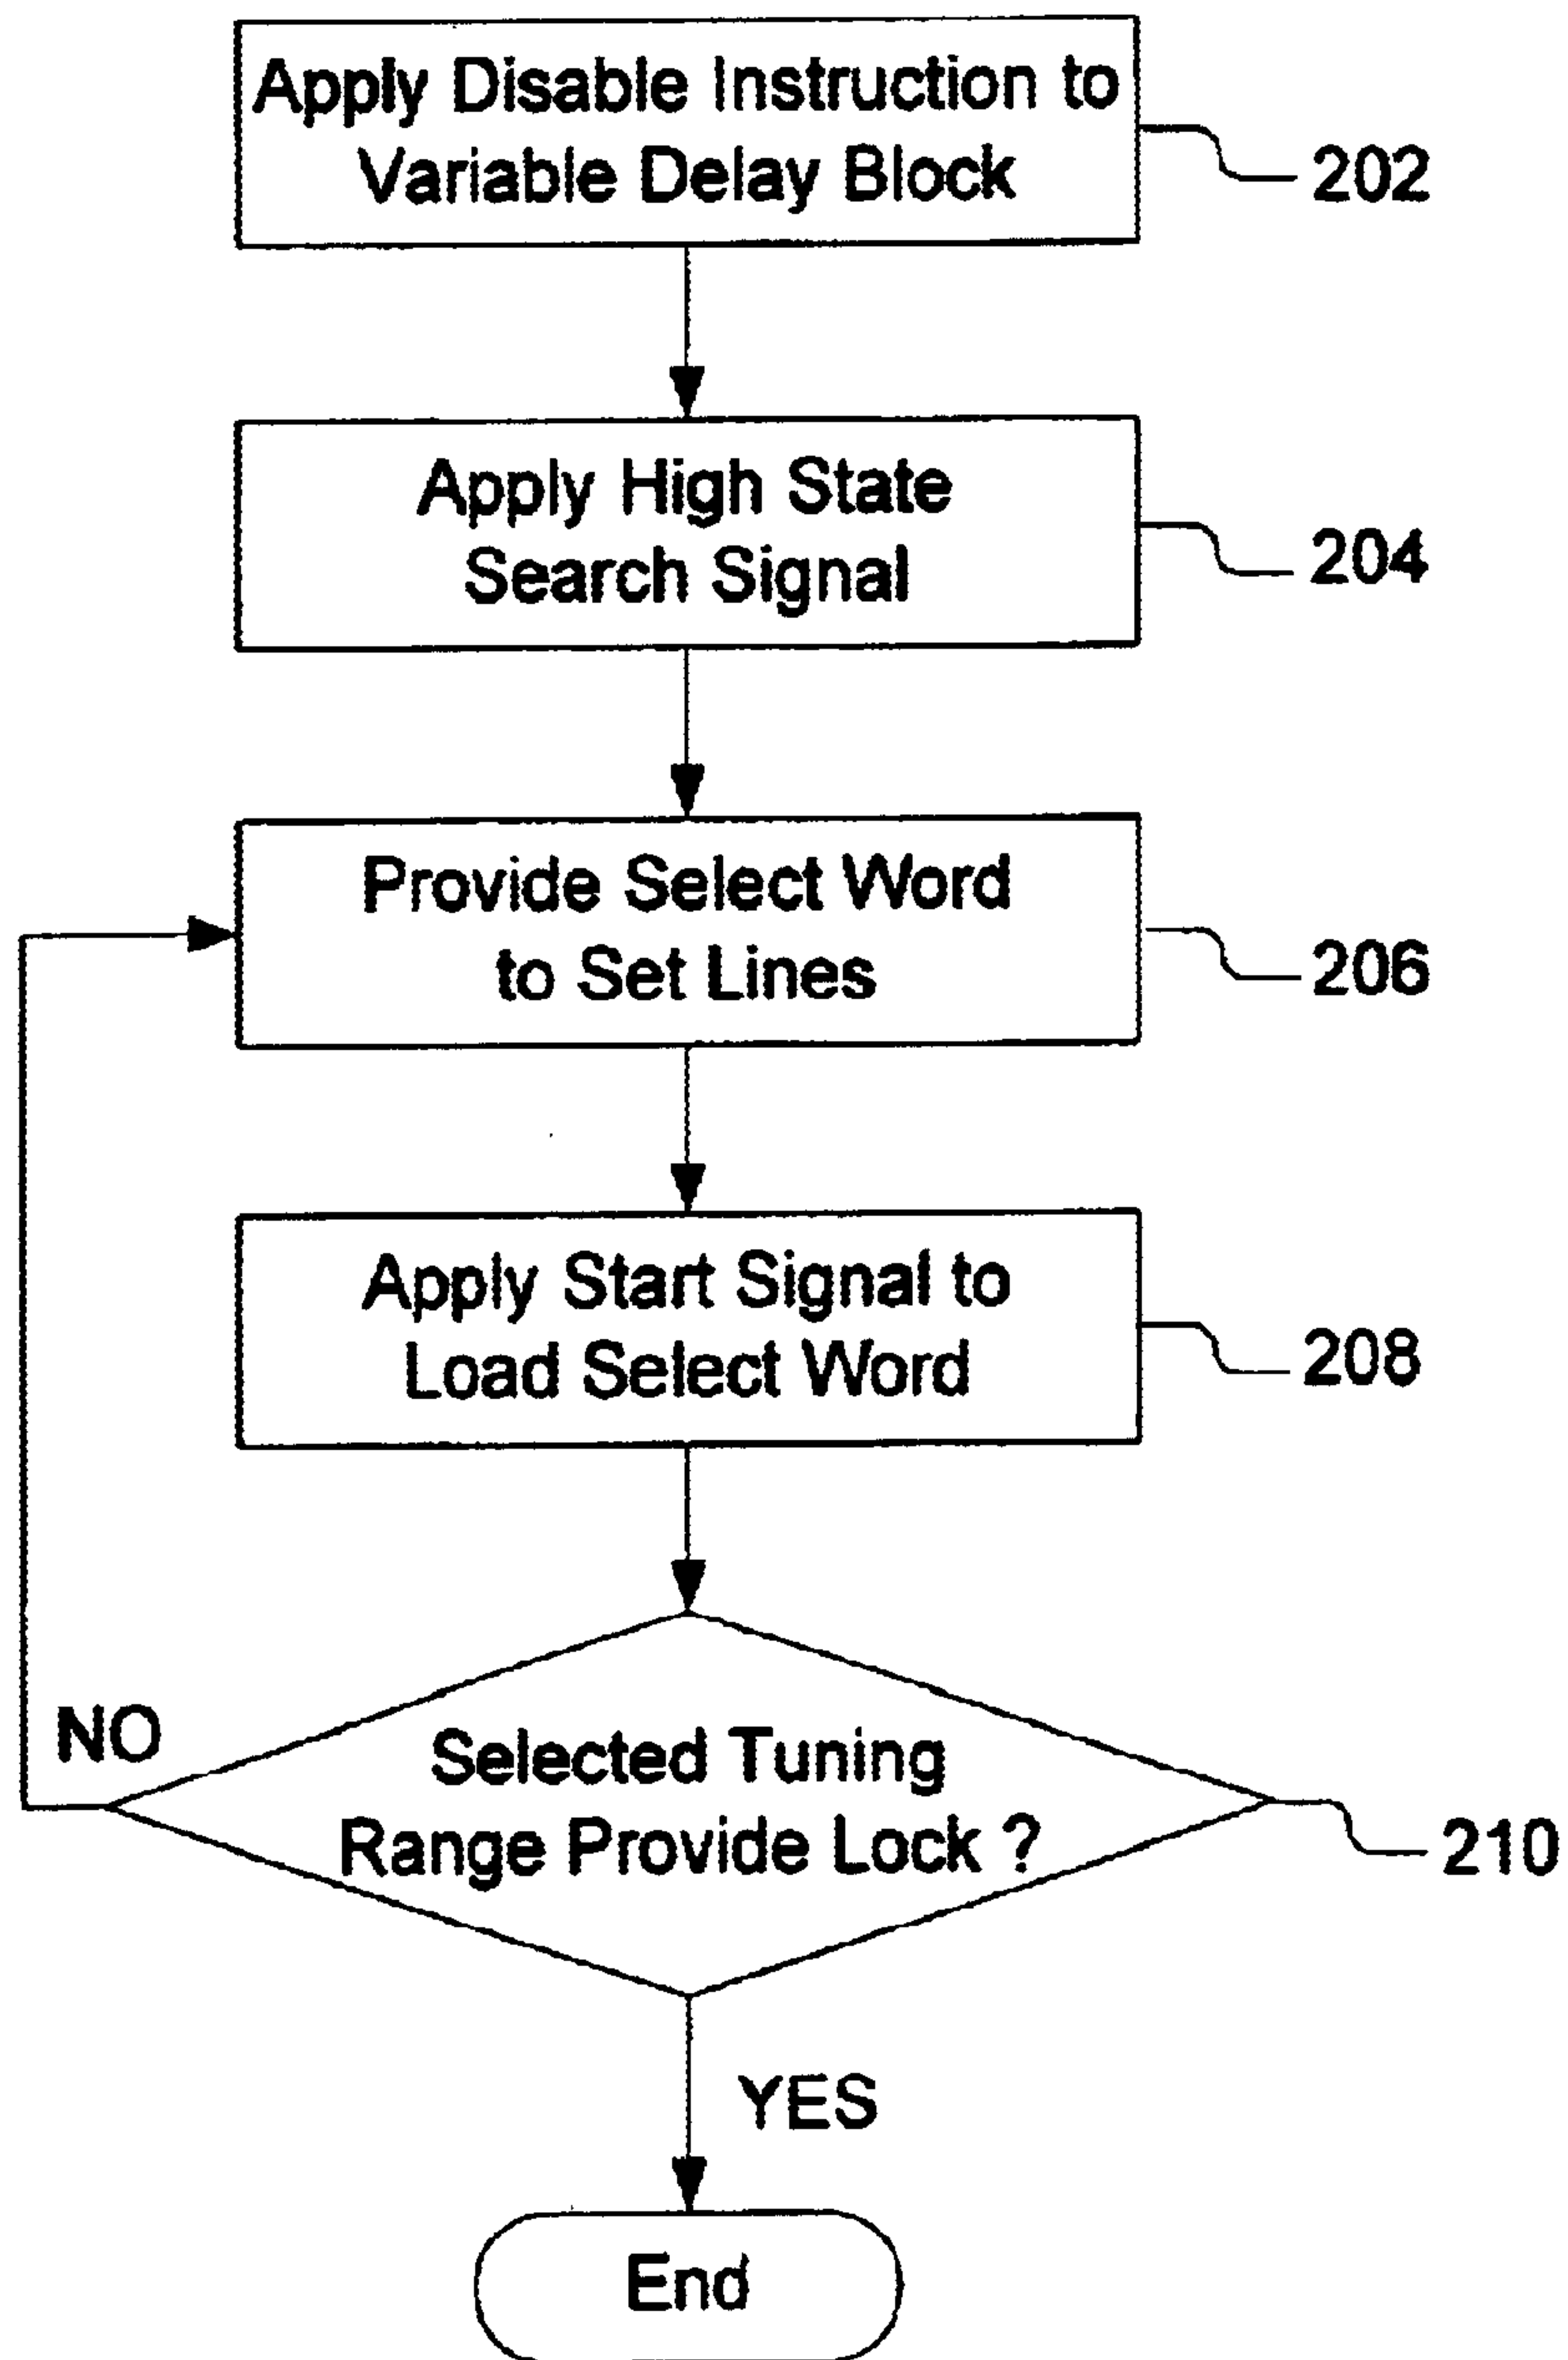 Apply Disable Instruction to
Variable Delay Block
202
Apply High State
Search Signal
204
Provide Select Word
to Set Lines
206
Apply Start Signal to
Load Select Word
208
NO
Selected Tuning
Range Provide Lock ?
210
YES
End